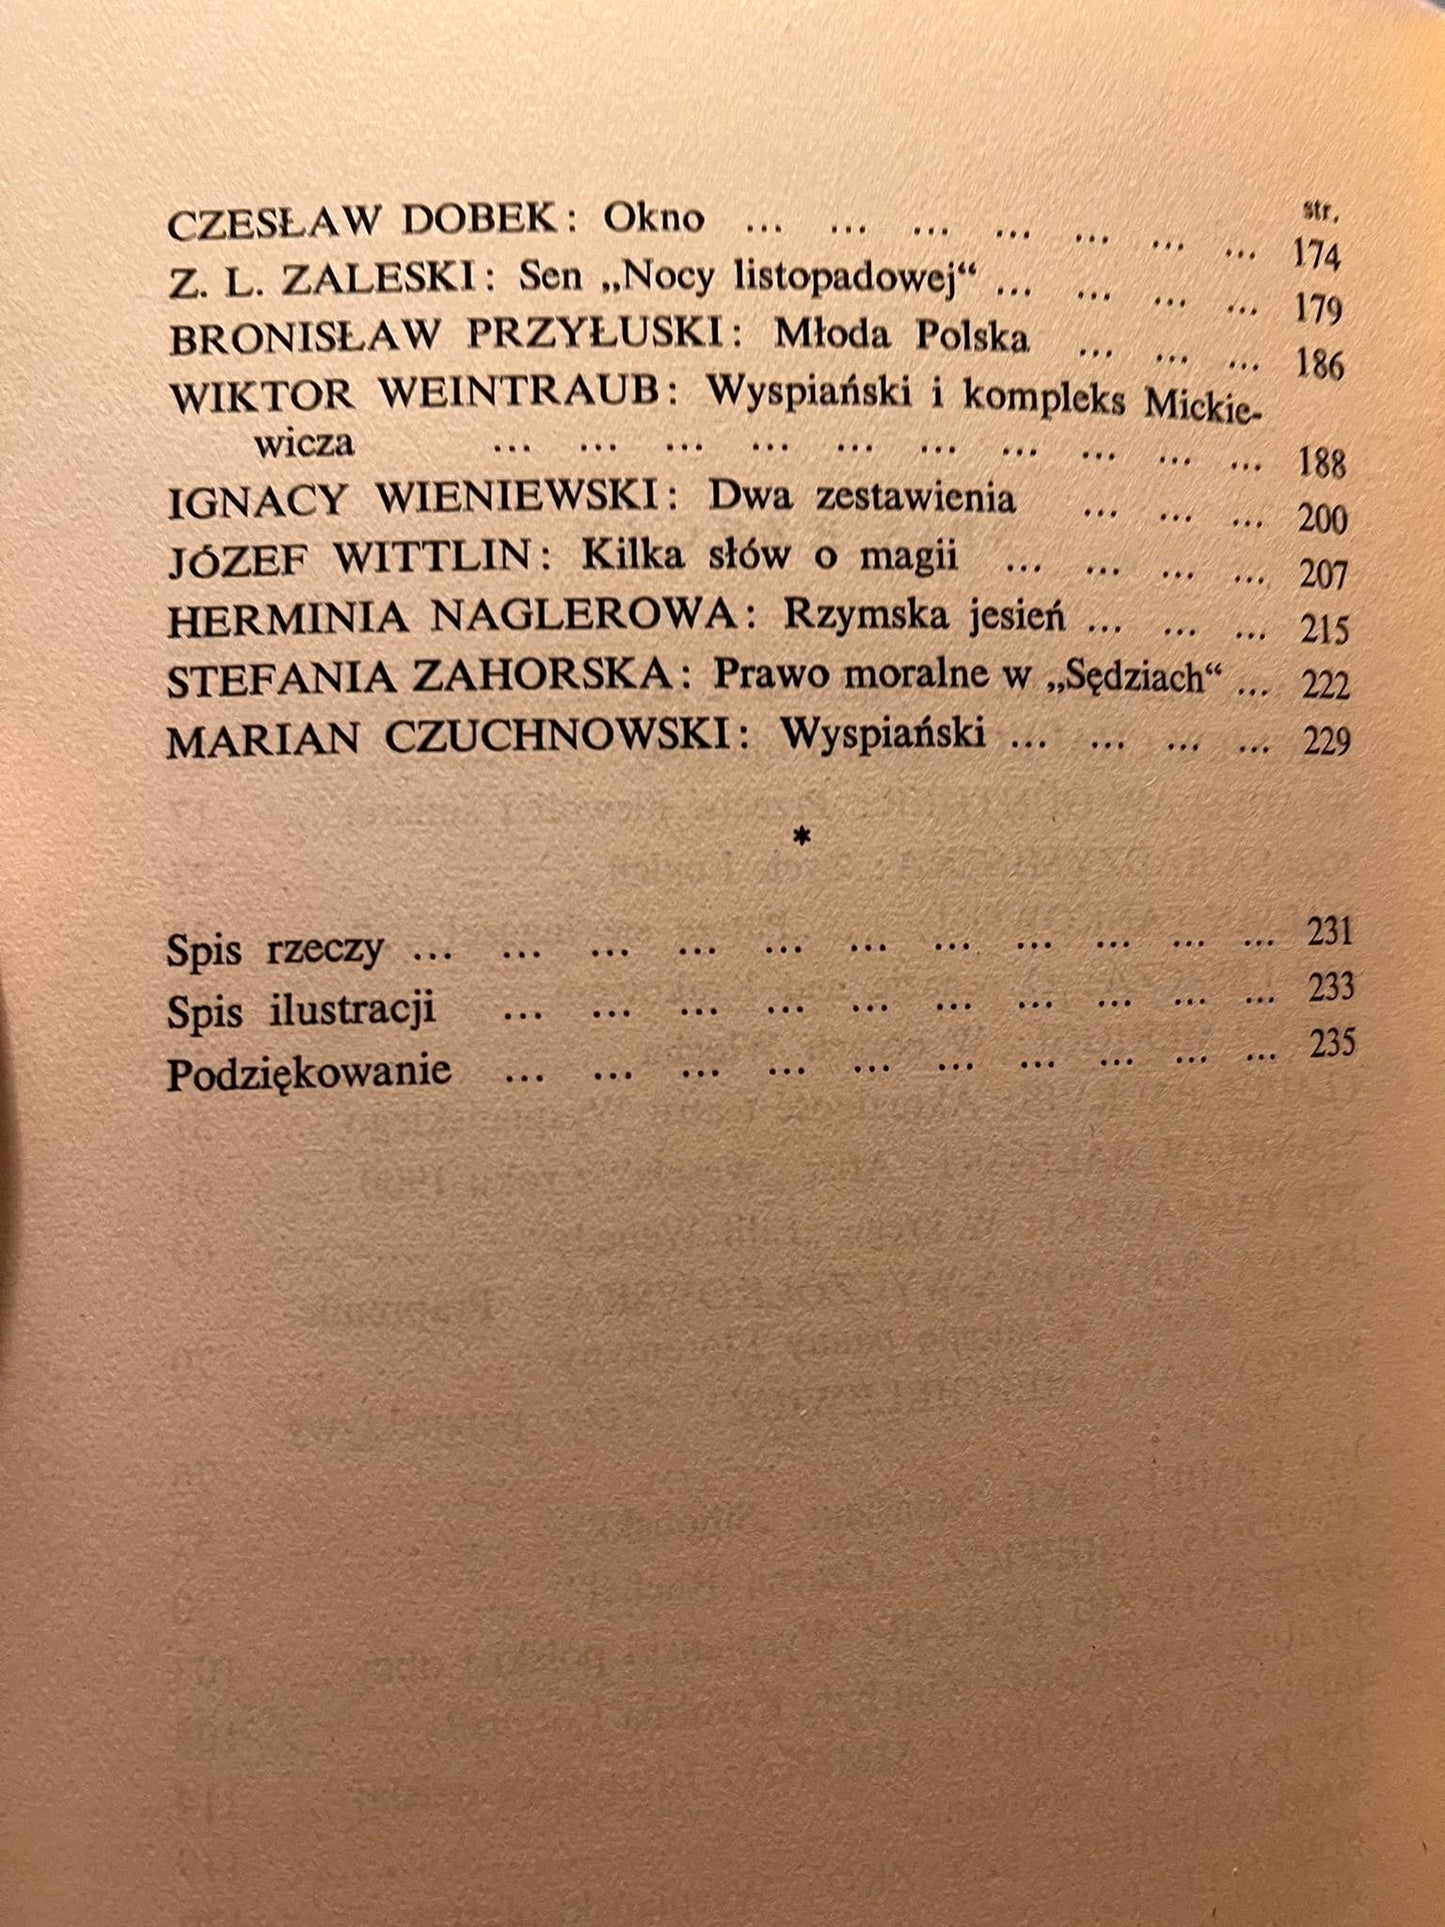 str.
CZESŁAW DOBEK: Okno ... ... ... ... ... ... ... 174
Z. L. ZALESKI: Sen „Nocy listopadowej“ ... ... ... ... 179
BRONISŁAW PRZYŁUSKI: Młoda Polska ... ... ... 186
WIKTOR WEINTRAUB: Wyspiański i kompleks Mickie-
wicza ... ... ... ... ... ... ... ... ... ... 188
IGNACY WIENIEWSKI: Dwa zestawienia ... ... ... 200
JÓZEF WITTLIN: Kilka słów o magii ... ... ... ... 207
HERMINIA NAGLEROWA: Rzymska jesień ... ... ... 215
STEFANIA ZAHORSKA: Prawo moralne w „Sędziach“ ... 222
MARIAN CZUCHNOWSKI: Wyspiański ... ... ... ... 229
*
Spis rzeczy ... ... ... ... ... ... ... ... ... ... ... 231
Spis ilustracji ... ... ... ... ... ... ... ... ... ... 233
Podziękowanie ... ... ... ... ... ... ... ... ... ... 235